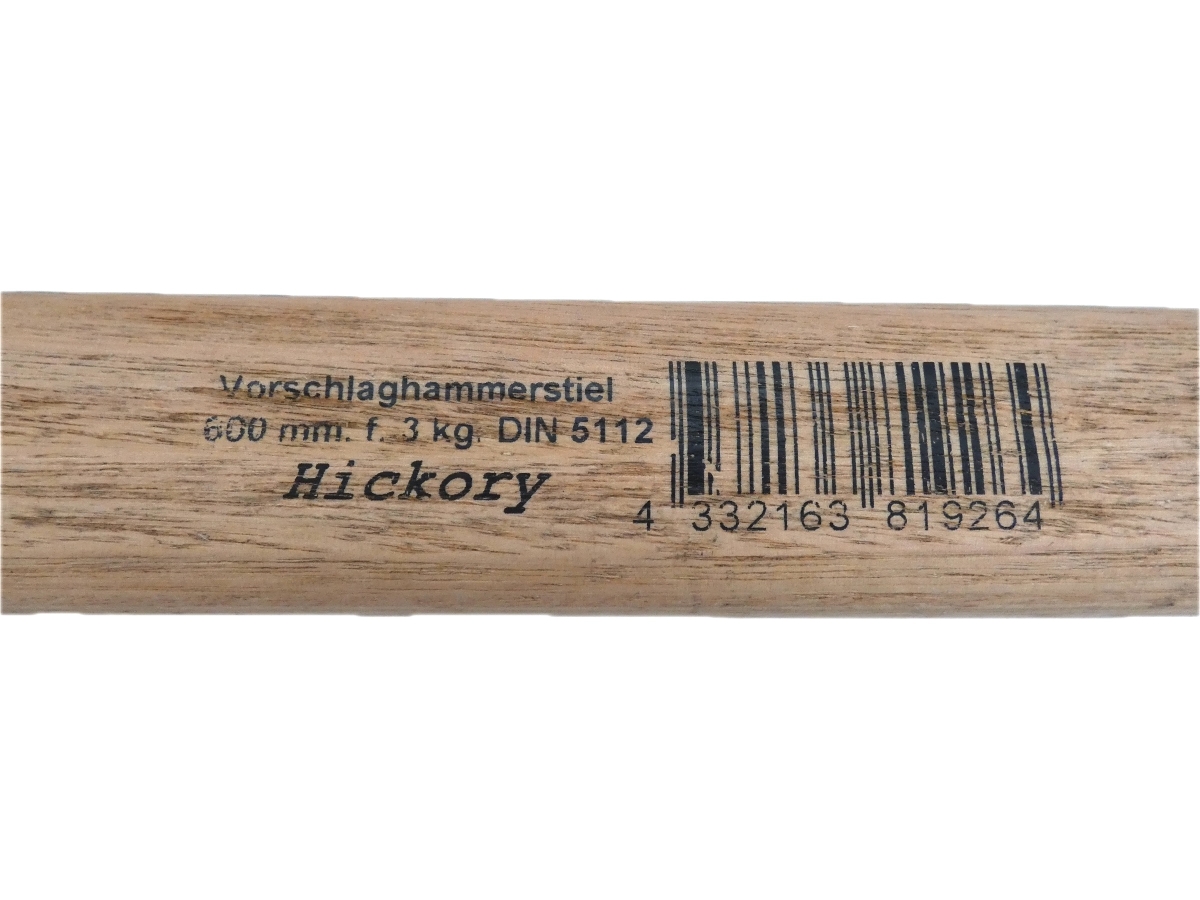 Vorschlaghammerstiel
600 mm. f. 3 kg. DIN 5112
Hickory
4 332163 819264